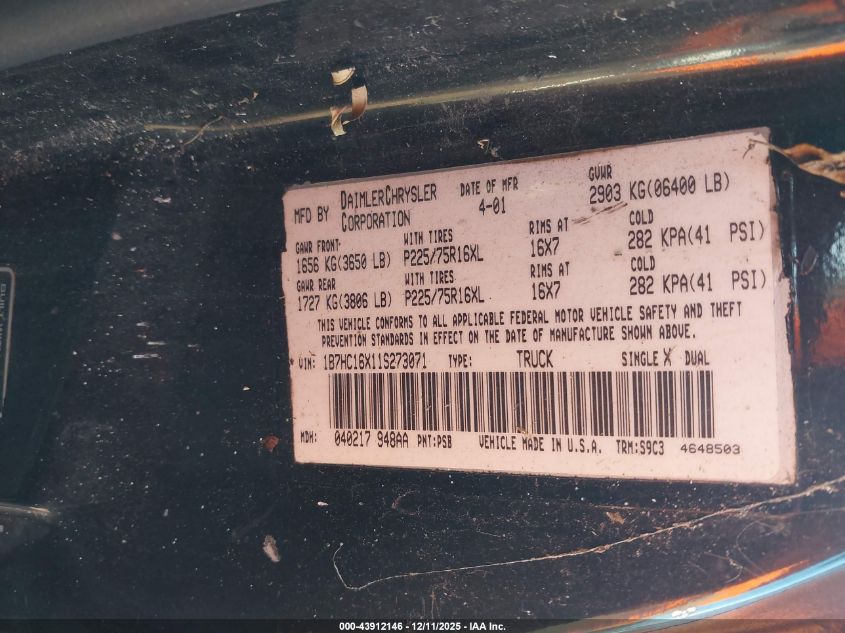 MFD BY DAIMLERCHRYSLER CORPORATION DATE OF MFR 4-01 GVWR 2903 KG(06400 LB)
GAWR FRONT WITH TIRES RIMS AT COLD
1656 KG(3650 LB) P225/75R16XL 16X7 282 KPA(41 PSI)
GAWR REAR WITH TIRES RIMS AT COLD
1727 KG(3806 LB) P225/75R16XL 16X7 282 KPA(41 PSI)
THIS VEHICLE CONFORMS TO ALL APPLICABLE FEDERAL MOTOR VEHICLE SAFETY AND THEFT
PREVENTION STANDARDS IN EFFECT ON THE DATE OF MANUFACTURE SHOWN ABOVE.
VIN: 1B7HC16X11S273071 TYPE: TRUCK SINGLE X DUAL
MDH: 040217 948AA PNT:PSB VEHICLE MADE IN U.S.A. TRM:S9C3 4648503
000-43912146 - 12/11/2025 - IAA Inc.